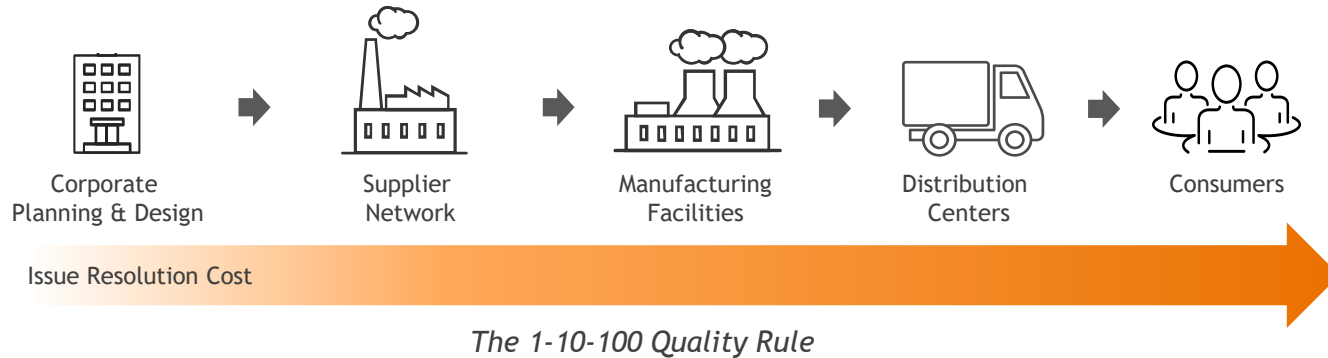 Corporate
Planning & Design
Supplier
Network
Manufacturing
Facilities
Distribution
Centers
Consumers
Issue Resolution Cost
The 1-10-100 Quality Rule